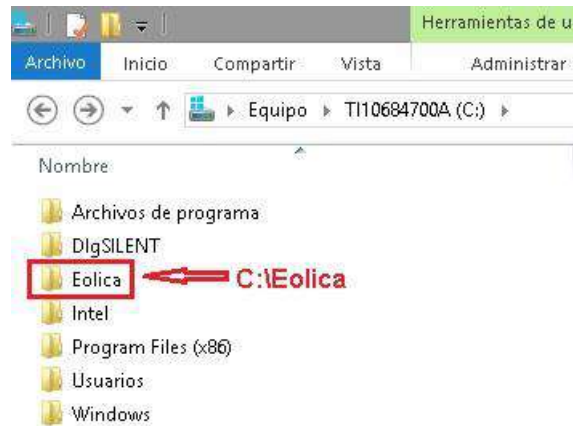 Herramientas de u
Archivo Inicio Compartir Vista Administrar
Equipo TI10684700A (C:)
Nombre
Archivos de programa
DIgSILENT
Eolica C:\Eolica
Intel
Program Files (x86)
Usuarios
Windows